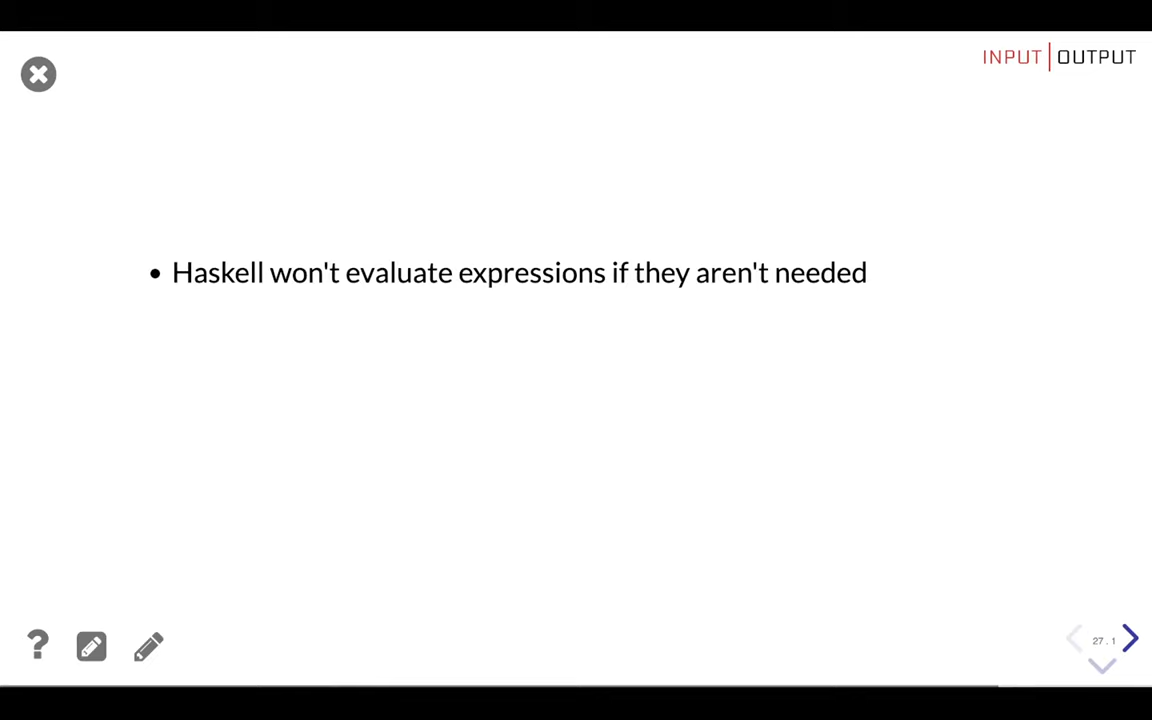 INPUT|OUTPUT
• Haskell won't evaluate expressions if they aren't needed
?
27 . 1